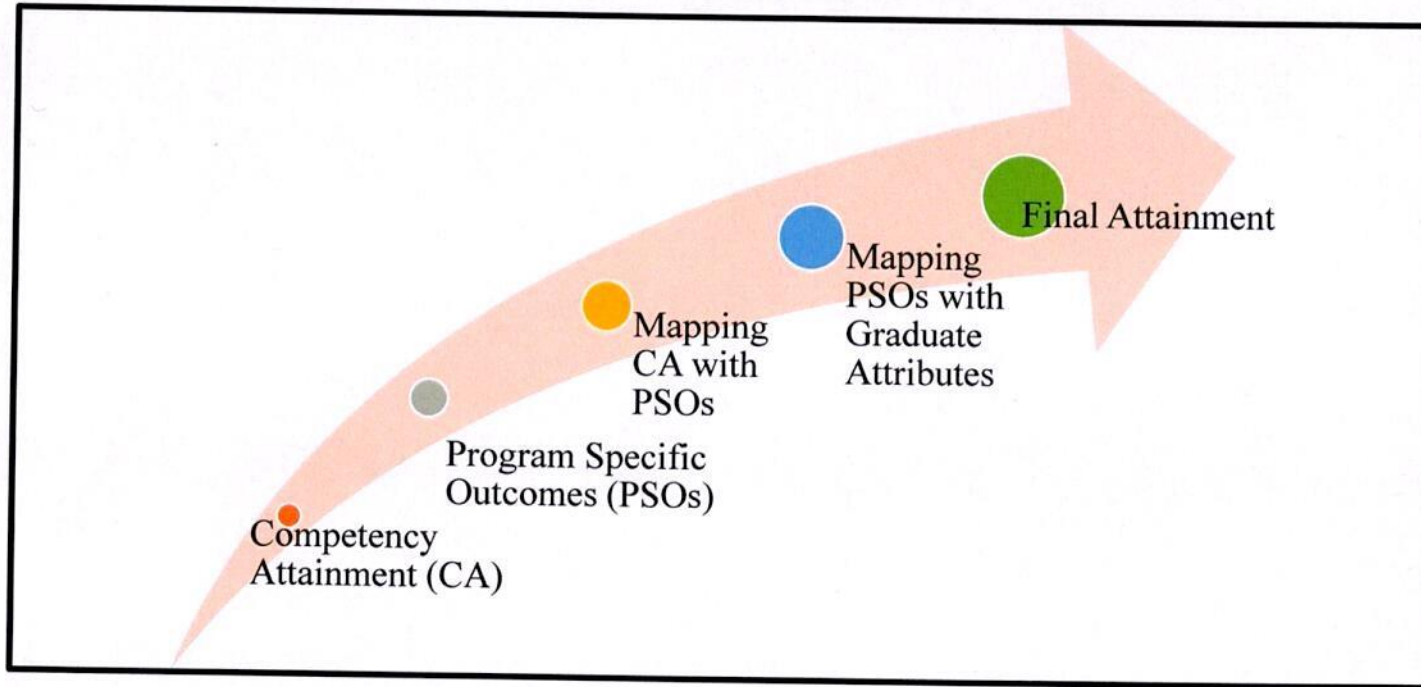 Competency
Attainment (CA)
Program Specific
Outcomes (PSOs)
Mapping
CA with
PSOs
Mapping
PSOs with
Graduate
Attributes
Final Attainment